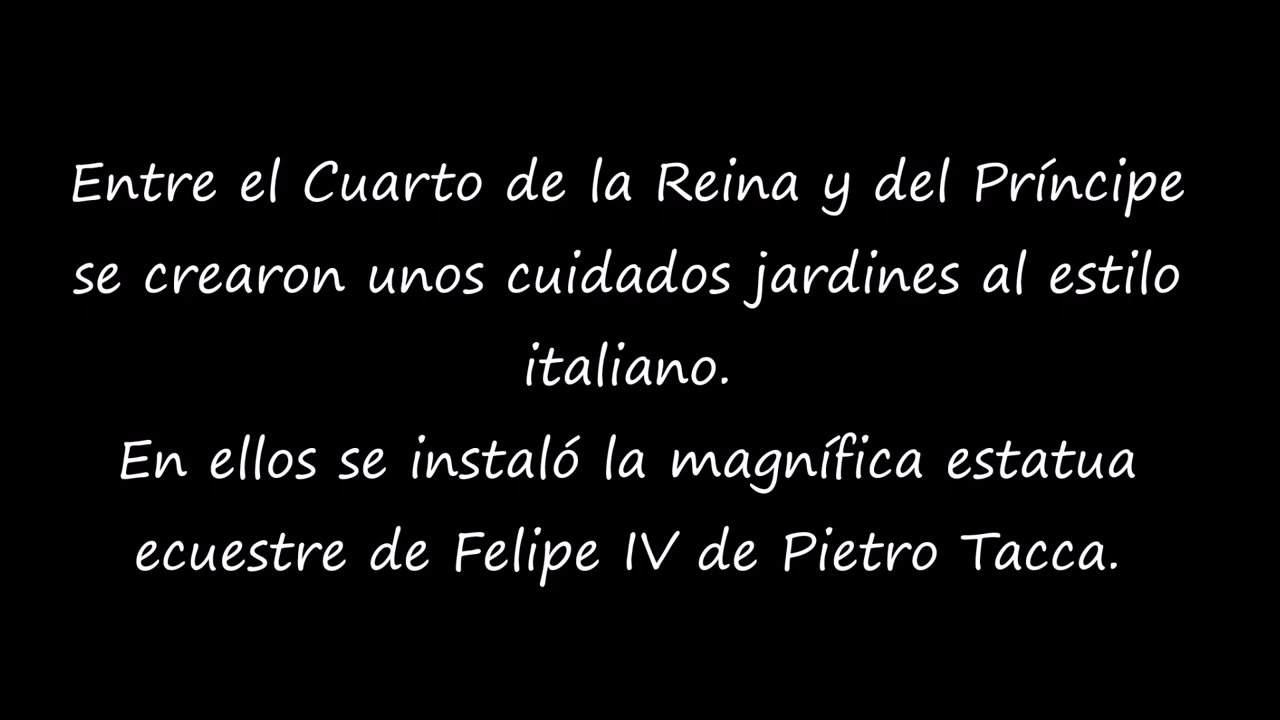 Entre el Cuarto de la Reina y del Príncipe
se crearon unos cuidados jardines al estilo
italiano.
En ellos se instaló la magnífica estatua
ecuestre de Felipe IV de Pietro Tacca.